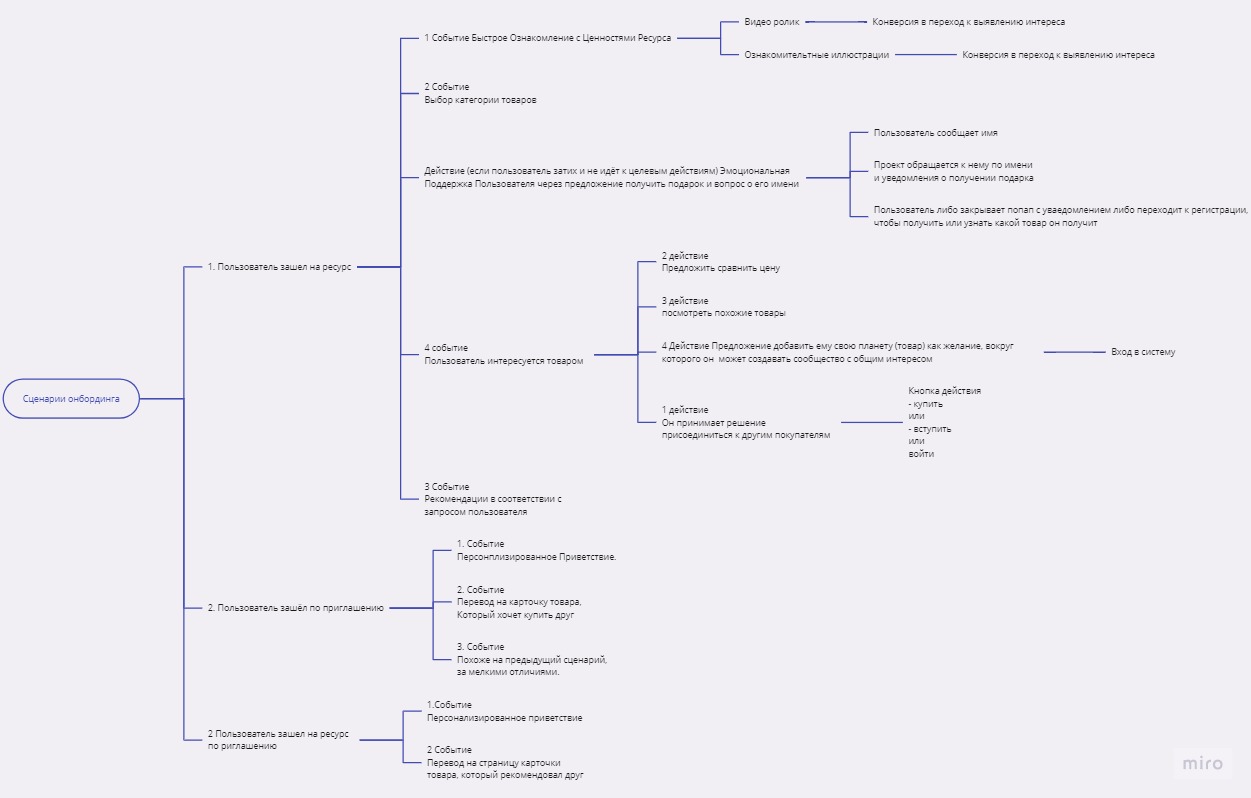 Сценарии онбординга
1. Пользователь зашел на ресурс
1 Событие Быстрое Ознакомление с Ценностями Ресурса
Видео ролик
Конверсия в переход к выявлению интереса
Ознакомительтные иллюстрации
Конверсия в переход к выявлению интереса
2 Событие
Выбор категории товаров
Действие (если пользователь затих и не идёт к целевым действиям) Эмоциональная
Поддержка Пользователя через предложение получить подарок и вопрос о его имени
Пользователь сообщает имя
Проект обращается к нему по имени
и уведомления о получении подарка
Пользователь либо закрывает попап с уваедомлением либо переходит к регистрации,
чтобы получить или узнать какой товар он получит
4 событие
Пользователь интересуется товаром
2 действие
Предложить сравнить цену
3 действие
посмотреть похожие товары
4 Действие Предложение добавить ему свою планету (товар) как желание, вокруг
которого он может создавать сообщество с общим интересом
Вход в систему
1 действие
Он принимает решение
присоединиться к другим покупателям
Кнопка действия
- купить
или
- вступить
или
войти
3 Событие
Рекомендации в соответствии с
запросом пользователя
2. Пользователь зашёл по приглашению
1. Событие
Персонплизированное Приветствие.
2. Событие
Перевод на карточку товара,
Который хочет купить друг
3. Событие
Похоже на предыдущий сценарий,
за мелкими отличиями.
2 Пользователь зашел на ресурс
по риглашению
1.Событие
Персонализированное приветствие
2 Событие
Перевод на страницу карточки
товара, который рекомендовал друг
miro